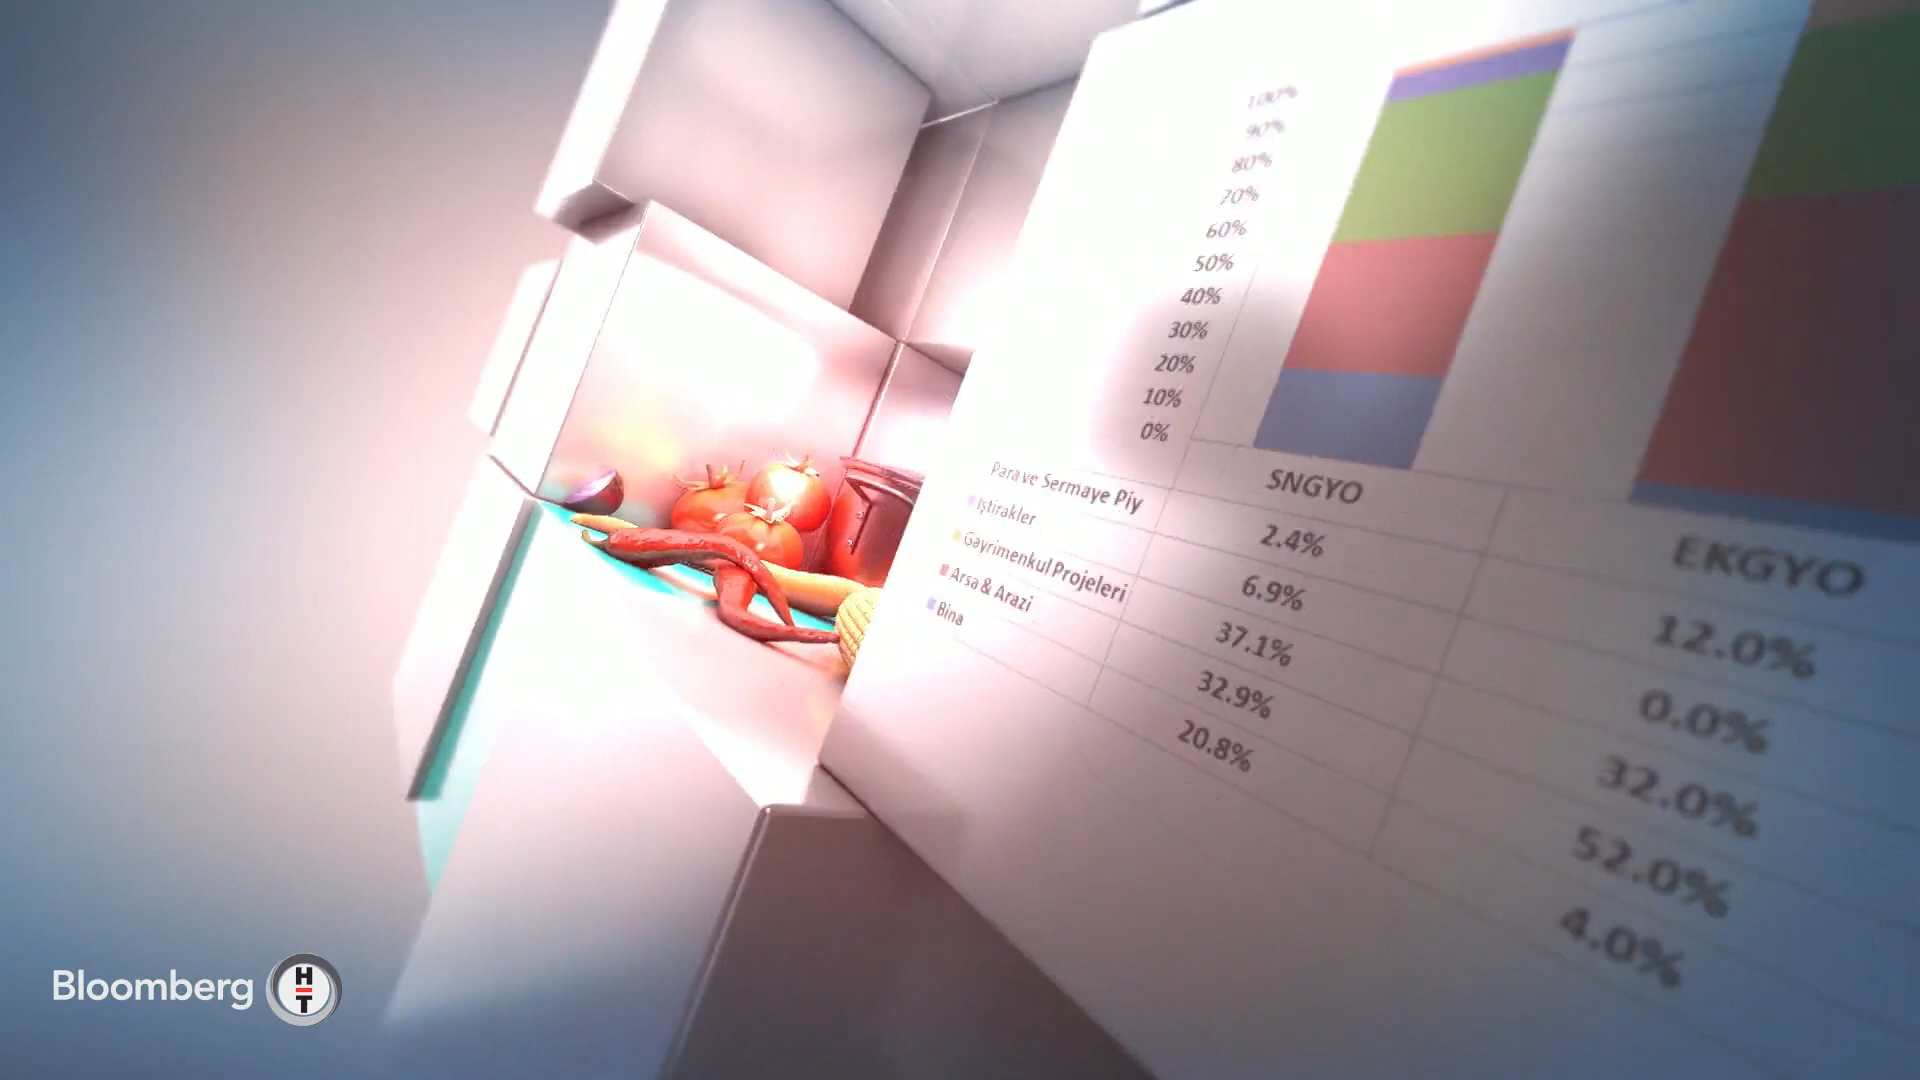 100%
90%
80%
70%
60%
50%
40%
30%
20%
10%
0%
SNGYO EKGYO
Para ve Sermaye Piy 2.4% 12.0%
İştirakler 6.9% 0.0%
Gayrimenkul Projeleri 37.1% 32.0%
Arsa & Arazi 32.9% 52.0%
Bina 20.8% 4.0%
Bloomberg HT